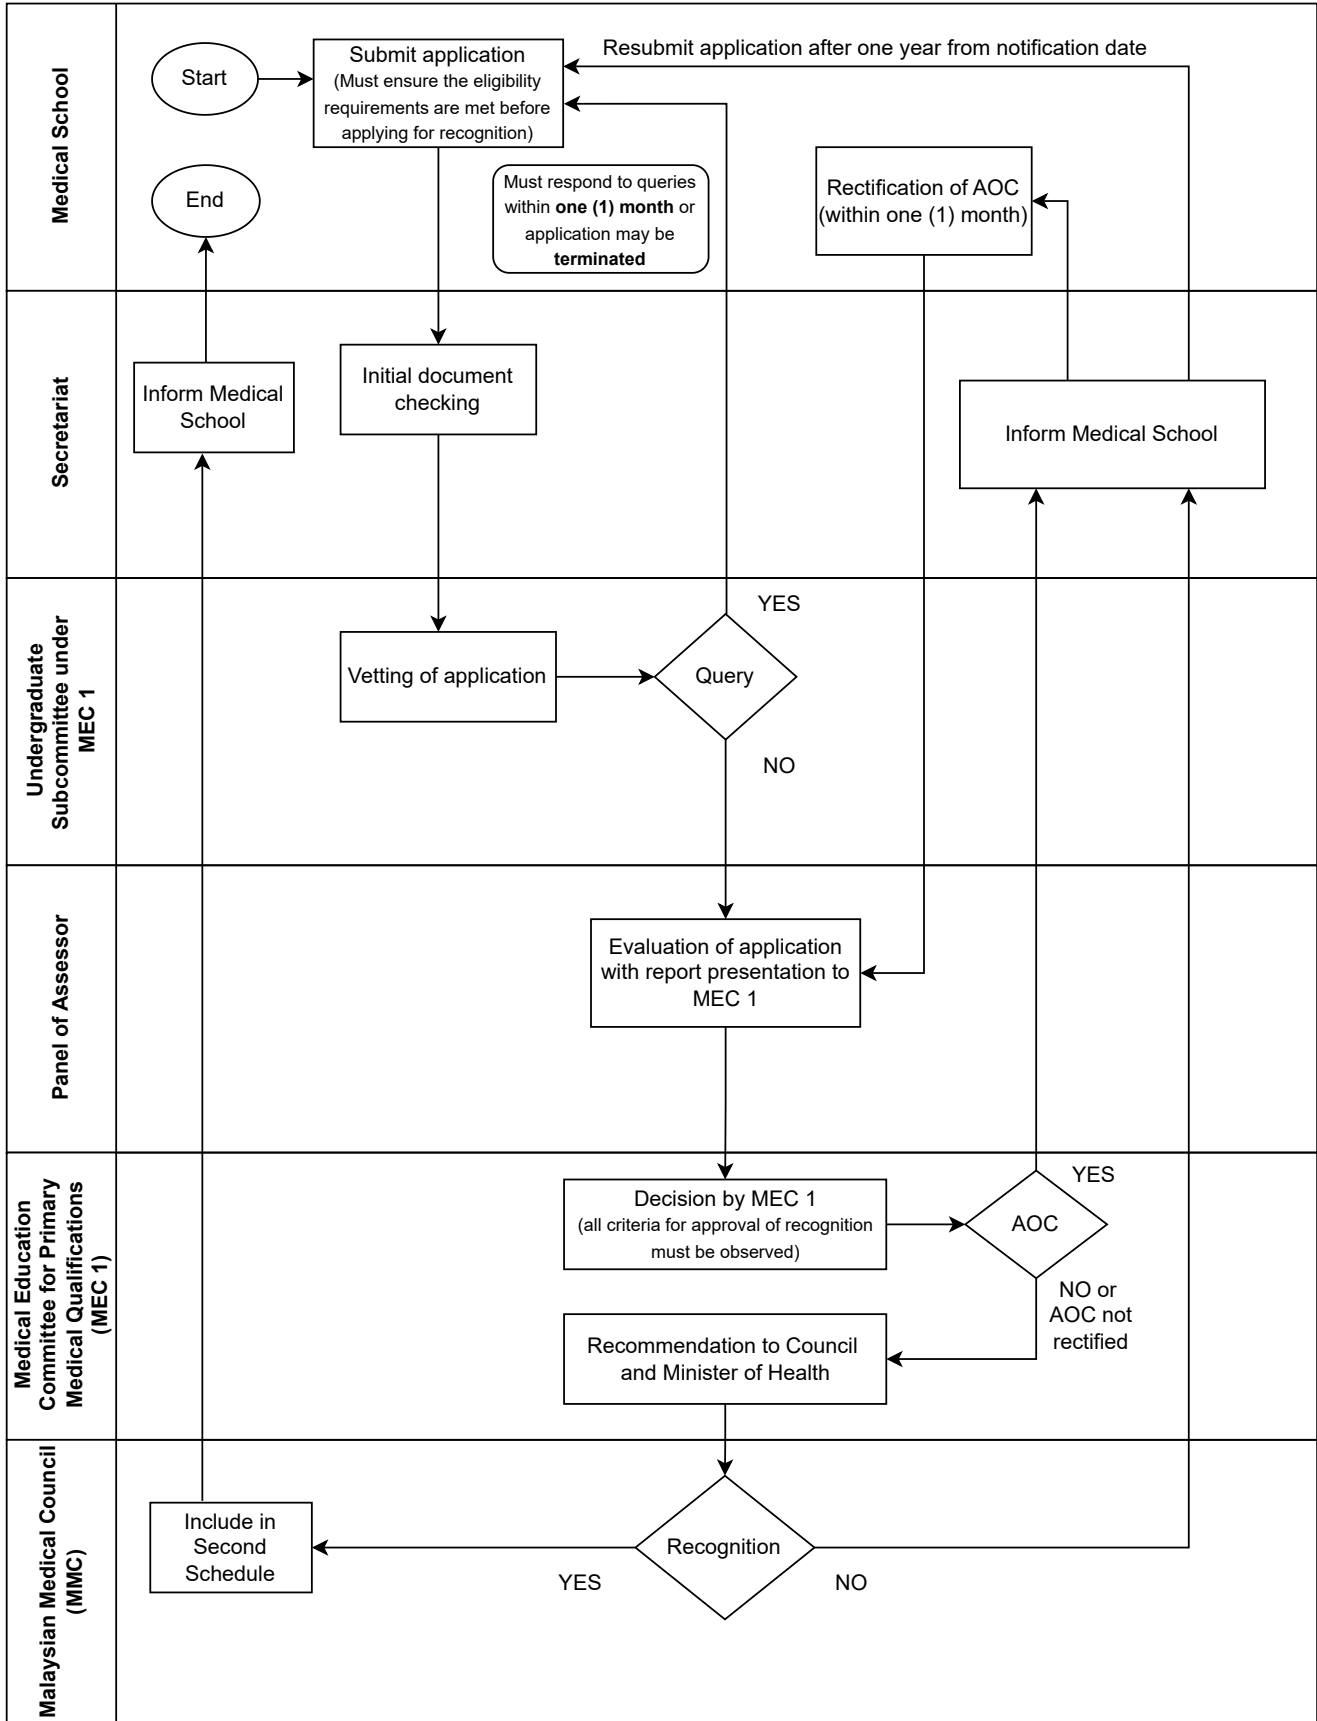 Medical School
Start
Submit application
(Must ensure the eligibility
requirements are met before
applying for recognition)
Resubmit application after one year from notification date
End
Must respond to queries
within one (1) month or
application may be
terminated
Rectification of AOC
(within one (1) month)
Secretariat
Inform Medical
School
Initial document
checking
Inform Medical School
Undergraduate
Subcommittee under
MEC 1
Vetting of application
Query
YES
NO
Panel of Assessor
Evaluation of application
with report presentation to
MEC 1
Medical Education
Committee for Primary
Medical Qualifications
(MEC 1)
Decision by MEC 1
(all criteria for approval of recognition
must be observed)
AOC
YES
NO or
AOC not
rectified
Recommendation to Council
and Minister of Health
Malaysian Medical Council
(MMC)
Include in
Second
Schedule
YES
Recognition
NO